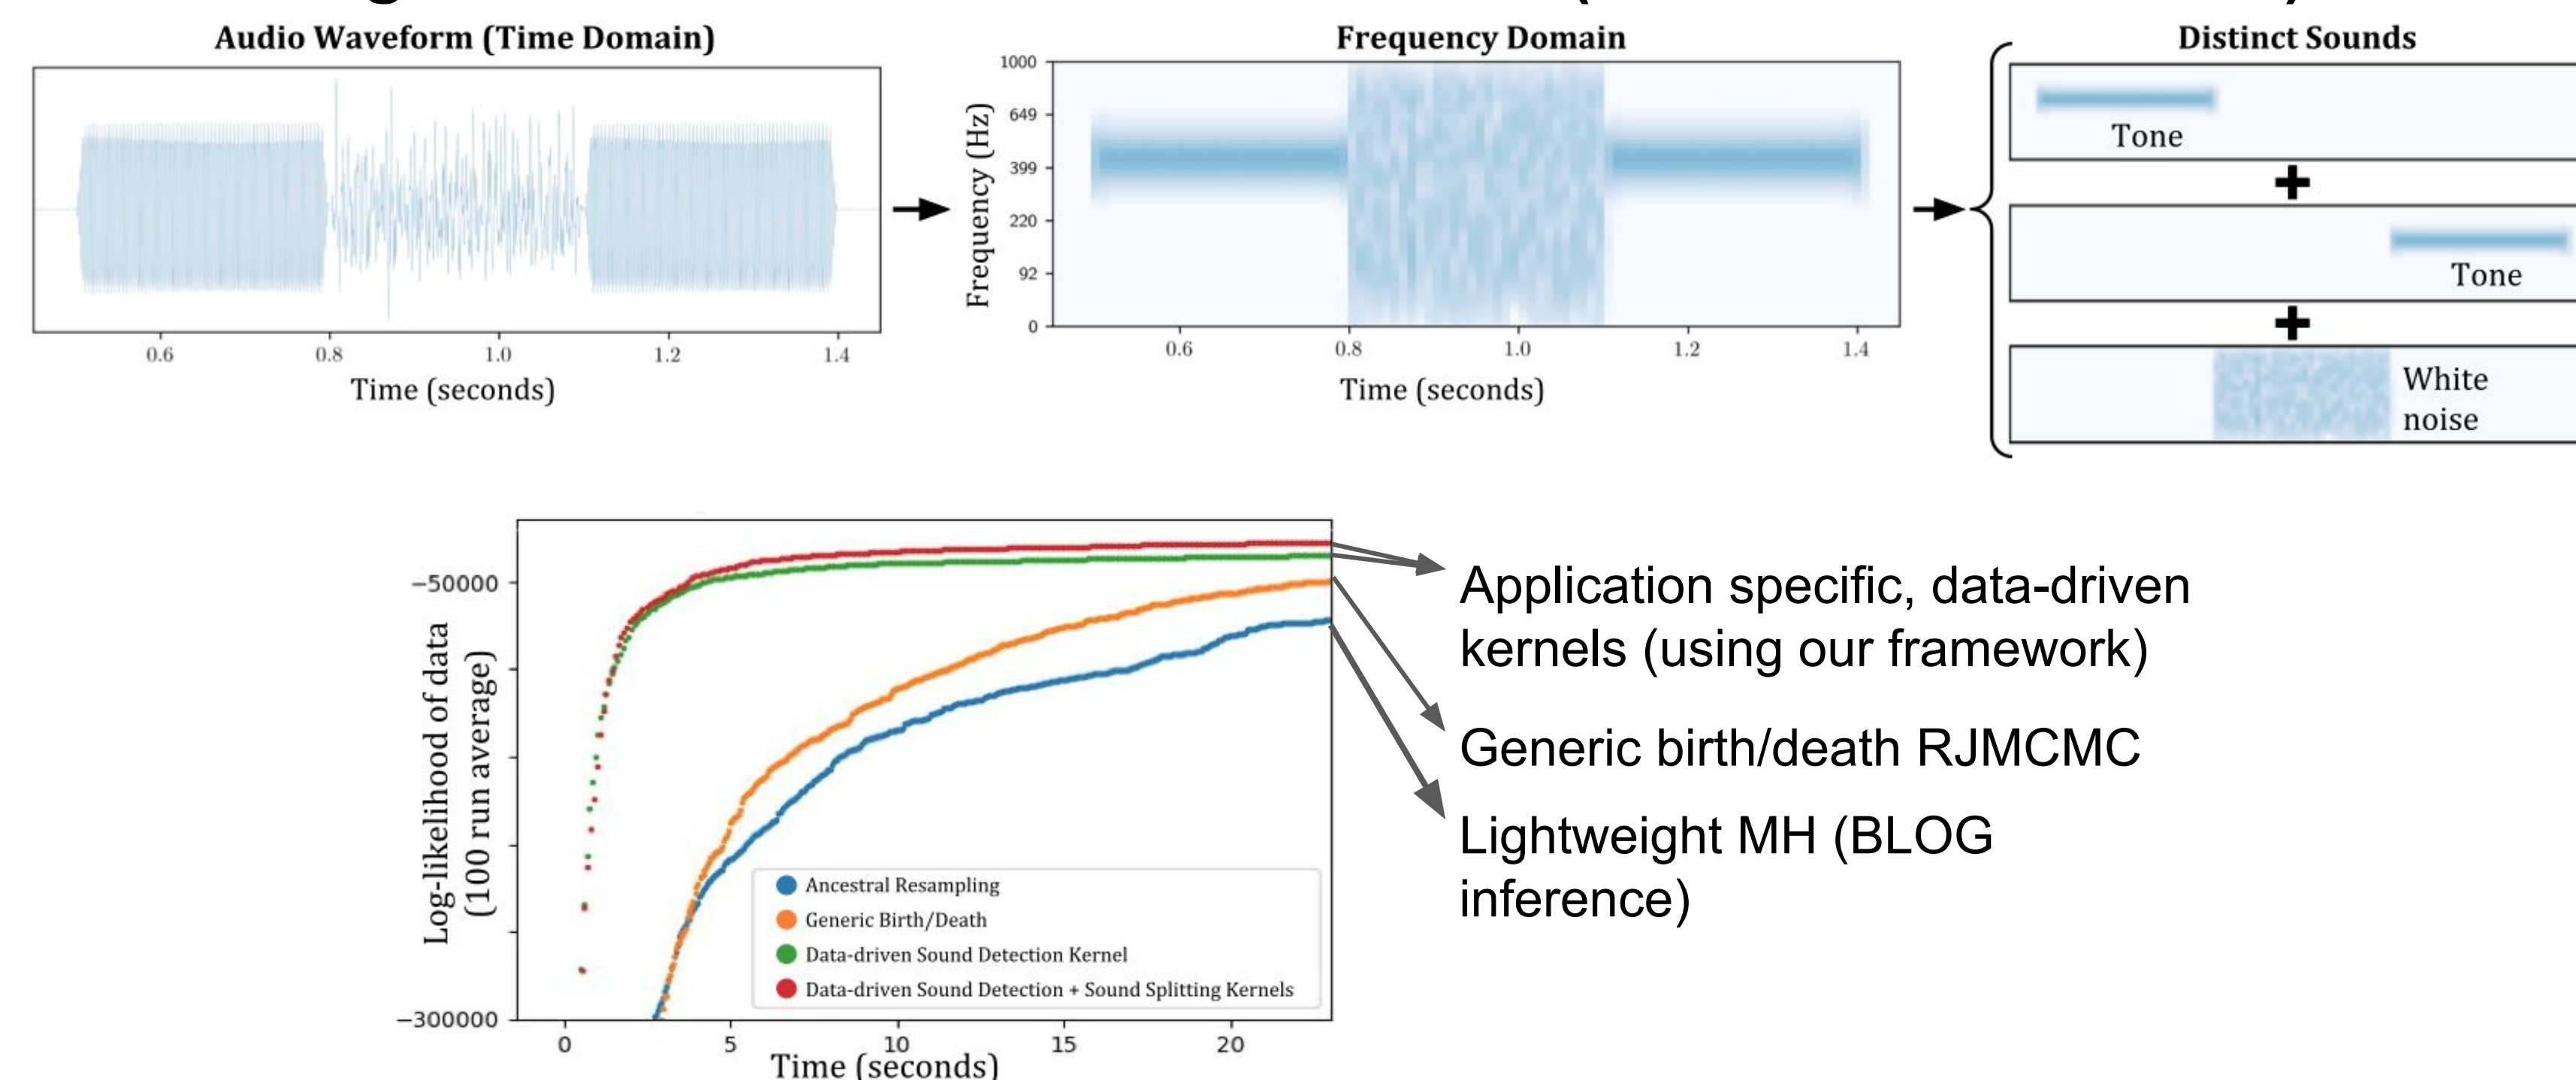 Audio Waveform (Time Domain)
0.6
0.8
1.0
1.2
1.4
Time (seconds)
Frequency Domain
Frequency (Hz)
1000
649
399
220
92
0
0.6
0.8
1.0
1.2
1.4
Time (seconds)
Distinct Sounds
Tone
+
Tone
+
White
noise
Log-likelihood of data
(100 run average)
−50000
−300000
Ancestral Resampling
Generic Birth/Death
Data-driven Sound Detection Kernel
Data-driven Sound Detection + Sound Splitting Kernels
0
5
10
15
20
Time (seconds)
Application specific, data-driven
kernels (using our framework)
Generic birth/death RJMCMC
Lightweight MH (BLOG
inference)